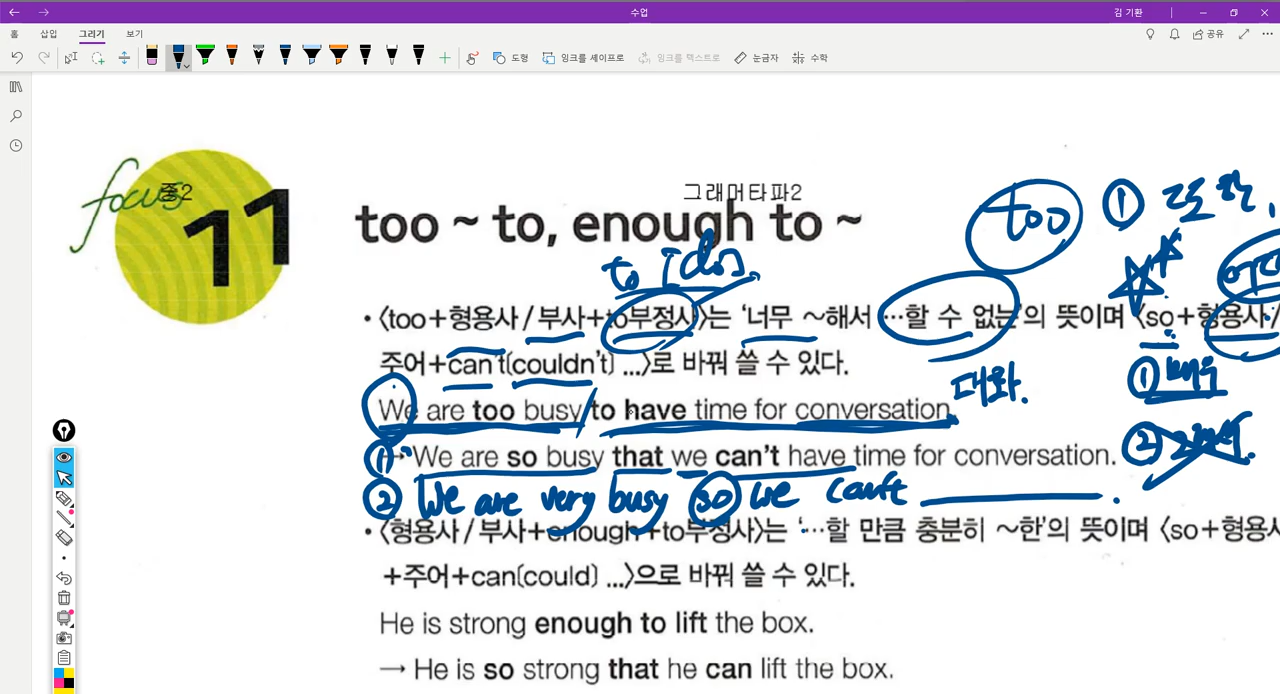 수업
김 기환
홈 삽입 그리기 보기
공유
도형 잉크를 셰이프로 잉크를 텍스트로 눈금자 수학
focus
중2
11
그래머타파2
too ~ to, enough to ~
too ① 또한,
to
• 〈too+형용사 / 부사+to부정사〉는 '너무 ~해서 …할 수 없는'의 뜻이며 〈so+형용사/
주어+can't(couldn't) …〉로 바꿔 쓸 수 있다.
①
We are too busy / to have time for conversation.
대화.
① → We are so busy that we can't have time for conversation.
②
② We are very busy so we can't .
• 〈형용사 / 부사+enough+to부정사〉는 '…할 만큼 충분히 ~한'의 뜻이며 〈so+형용사
+주어+can(could) …〉으로 바꿔 쓸 수 있다.
He is strong enough to lift the box.
→ He is so strong that he can lift the box.